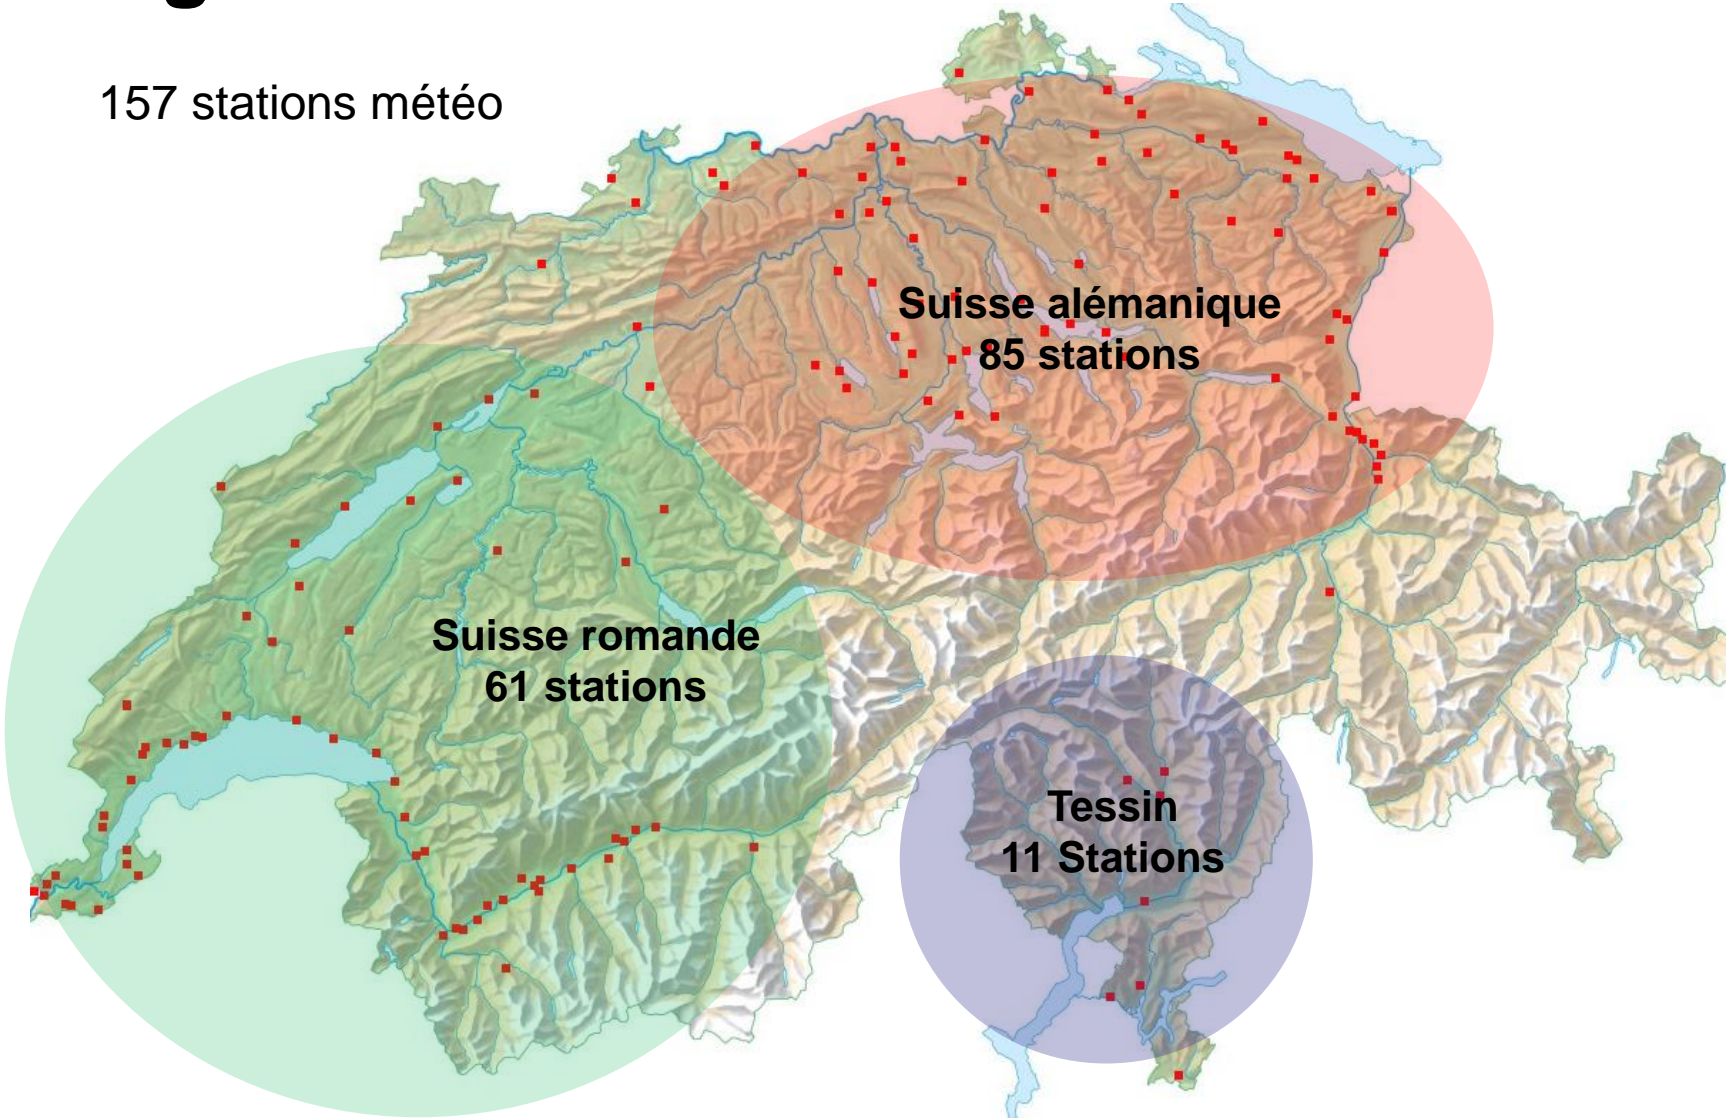 157 stations météo
Suisse alémanique
85 stations
Suisse romande
61 stations
Tessin
11 Stations